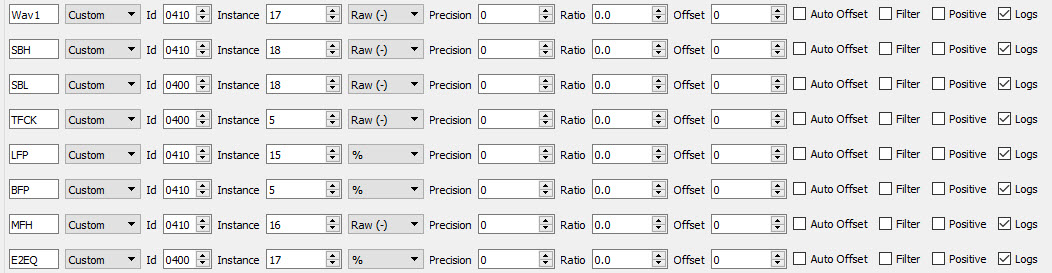 Wav1 Custom Id 0410 Instance 17 Raw (-) Precision 0 Ratio 0.0 Offset 0 Auto Offset Filter Positive Logs
SBH Custom Id 0410 Instance 18 Raw (-) Precision 0 Ratio 0.0 Offset 0 Auto Offset Filter Positive Logs
SBL Custom Id 0400 Instance 18 Raw (-) Precision 0 Ratio 0.0 Offset 0 Auto Offset Filter Positive Logs
TFCK Custom Id 0400 Instance 5 Raw (-) Precision 0 Ratio 0.0 Offset 0 Auto Offset Filter Positive Logs
LFP Custom Id 0410 Instance 15 % Precision 0 Ratio 0.0 Offset 0 Auto Offset Filter Positive Logs
BFP Custom Id 0410 Instance 5 % Precision 0 Ratio 0.0 Offset 0 Auto Offset Filter Positive Logs
MFH Custom Id 0410 Instance 16 Raw (-) Precision 0 Ratio 0.0 Offset 0 Auto Offset Filter Positive Logs
E2EQ Custom Id 0400 Instance 17 % Precision 0 Ratio 0.0 Offset 0 Auto Offset Filter Positive Logs